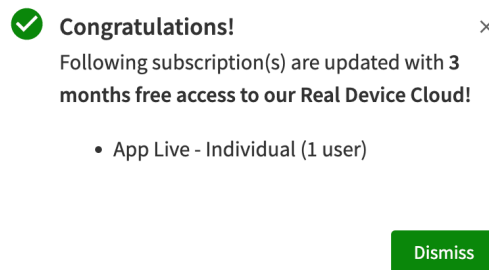 Congratulations!
Following subscription(s) are updated with 3
months free access to our Real Device Cloud!
• App Live - Individual (1 user)
Dismiss